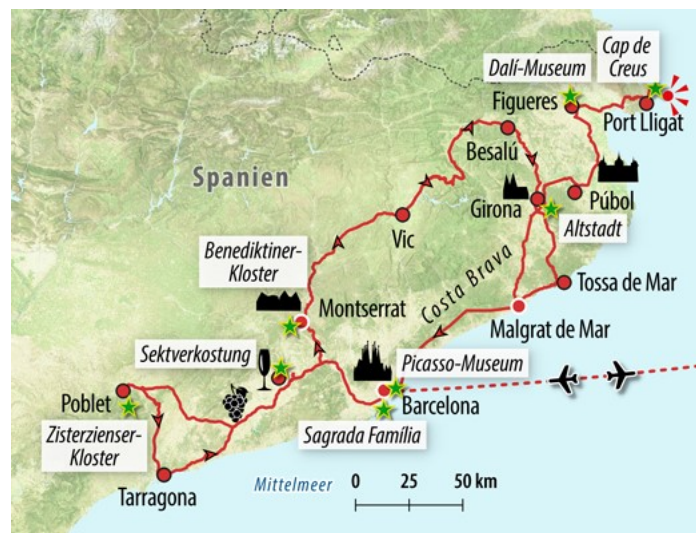 Cap de
Creus
Dalí-Museum
Figueres
Port Lligat
Besalú
Spanien
Girona
Púbol
Vic
Altstadt
Benediktiner-
Kloster
Costa Brava
Tossa de Mar
Montserrat
Malgrat de Mar
Sektverkostung
Picasso-Museum
Poblet
Barcelona
Zisterzienser-
Kloster
Sagrada Família
Tarragona
Mittelmeer
0 25 50 km